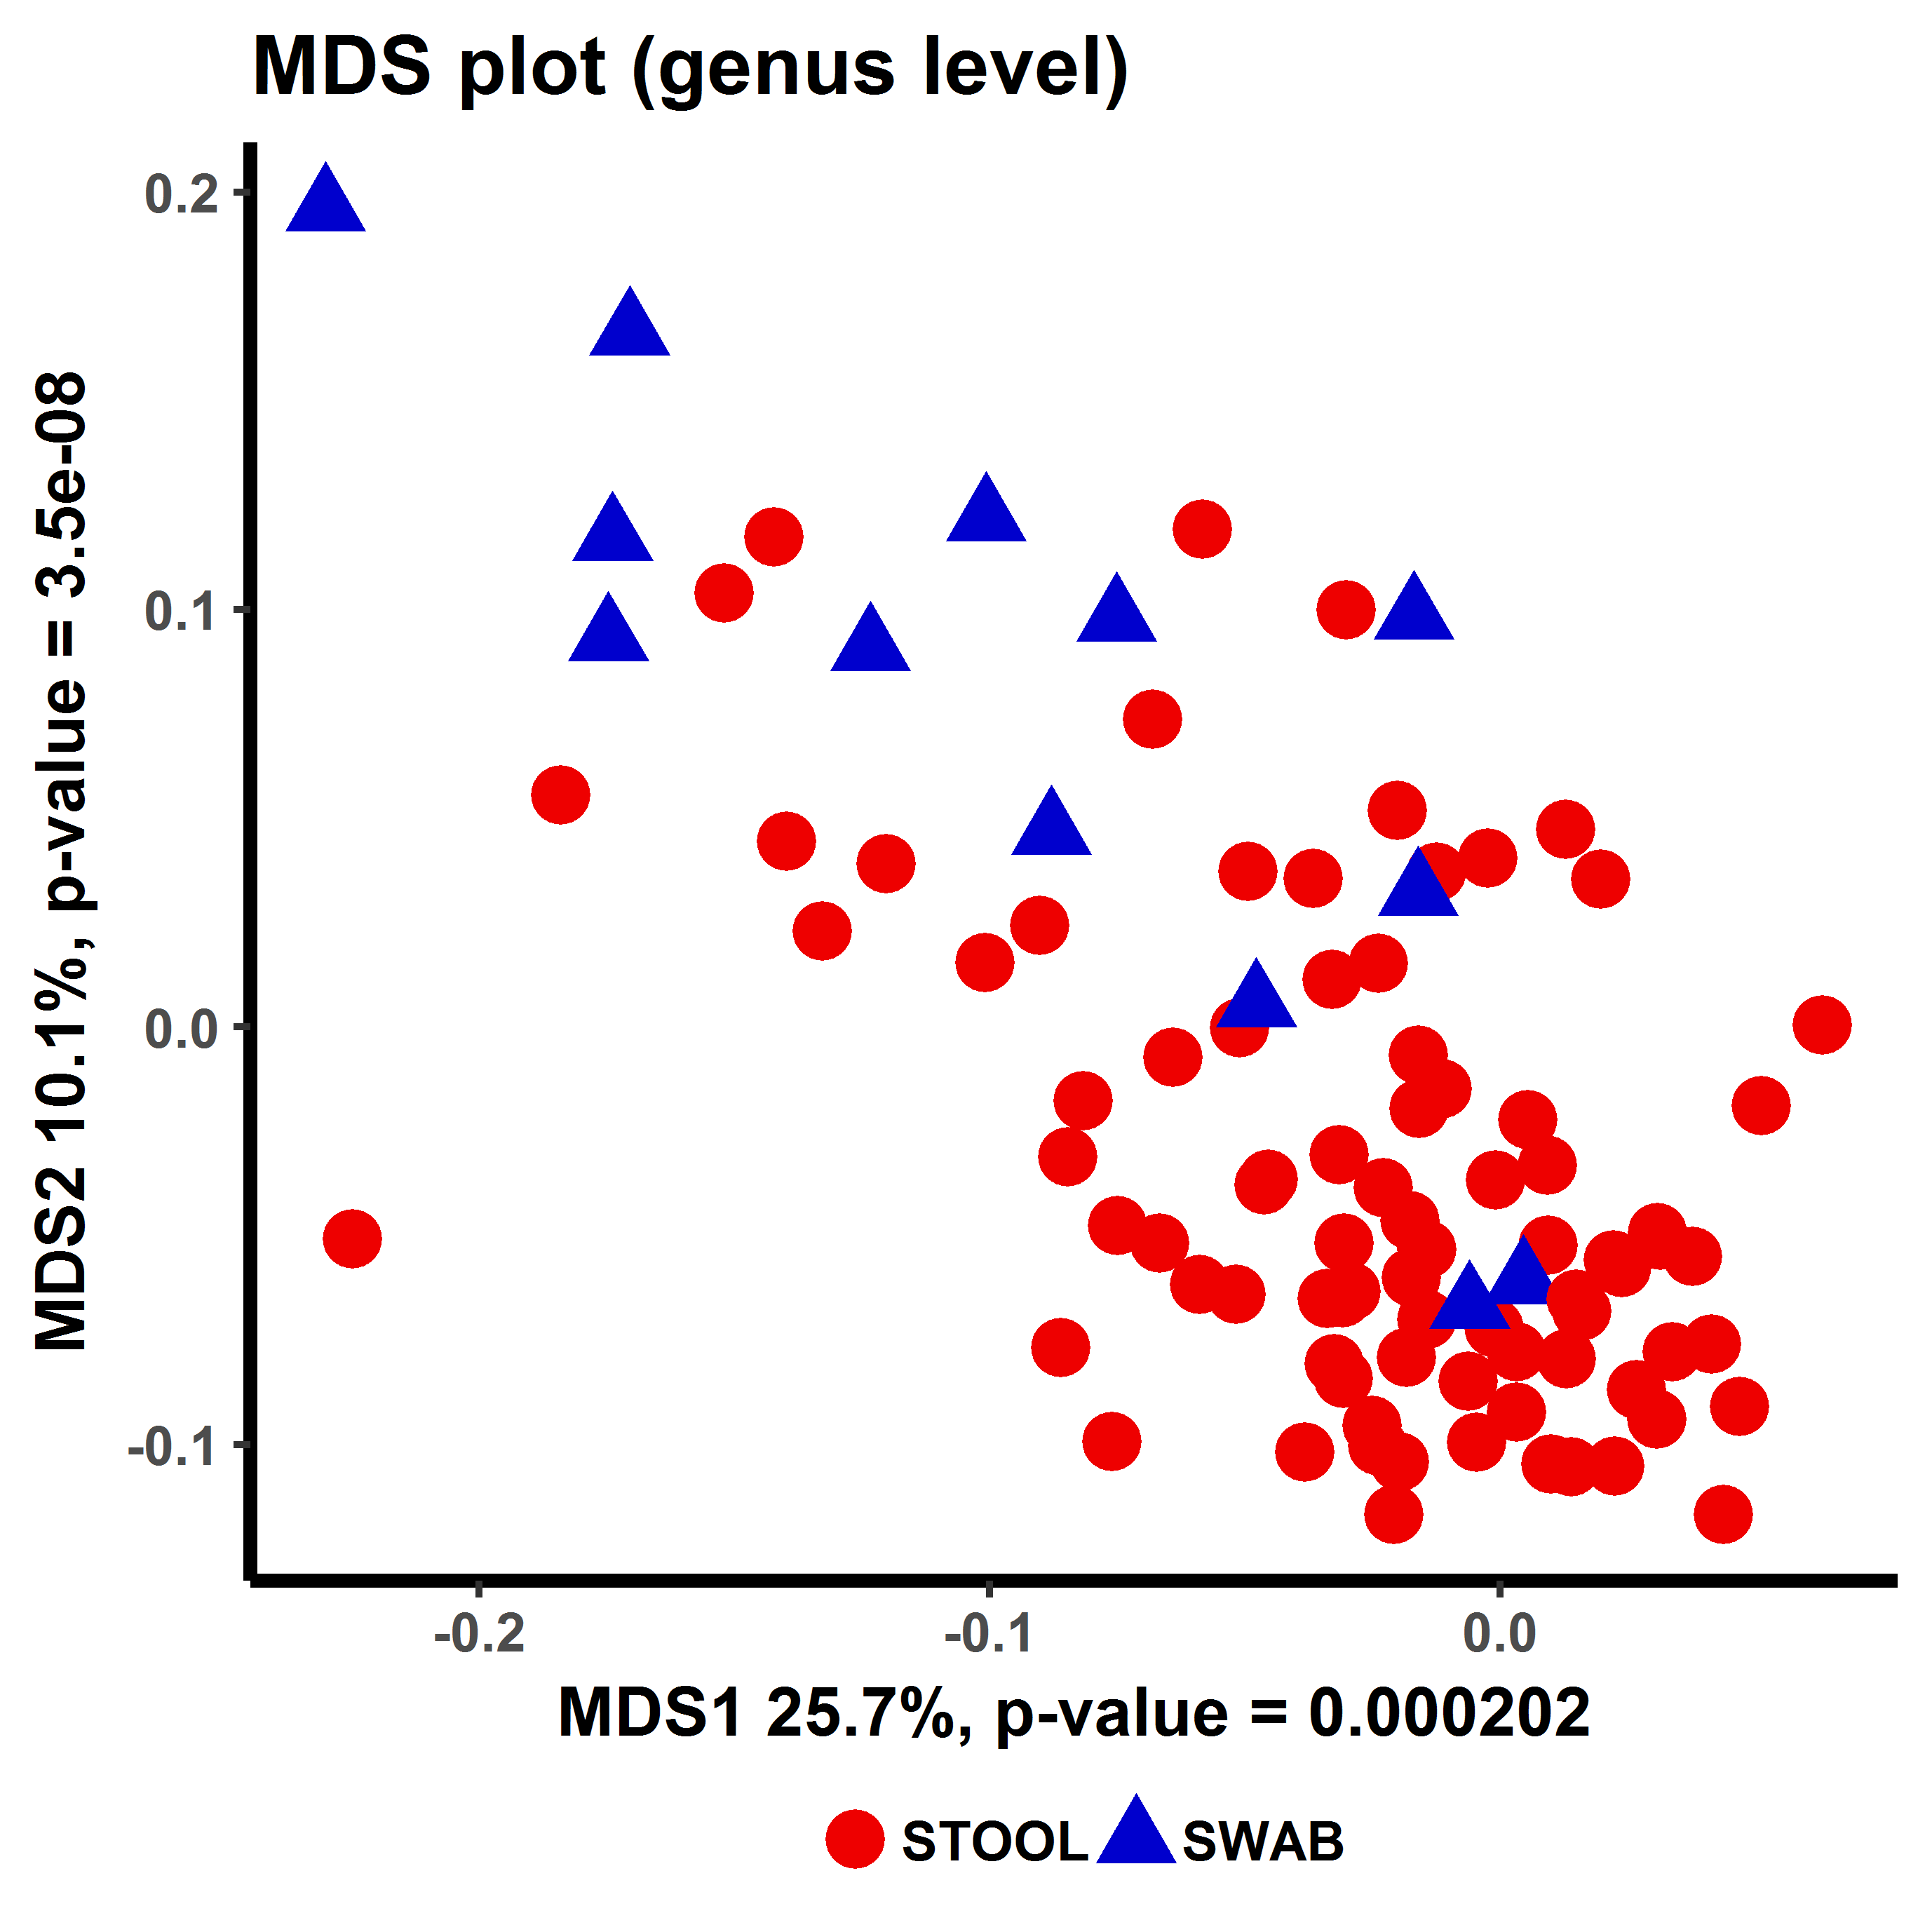 MDS plot (genus level)
MDS2 10.1%, p-value = 3.5e-08
0.2
0.1
0.0
-0.1
-0.2
-0.1
0.0
MDS1 25.7%, p-value = 0.000202
STOOL
SWAB